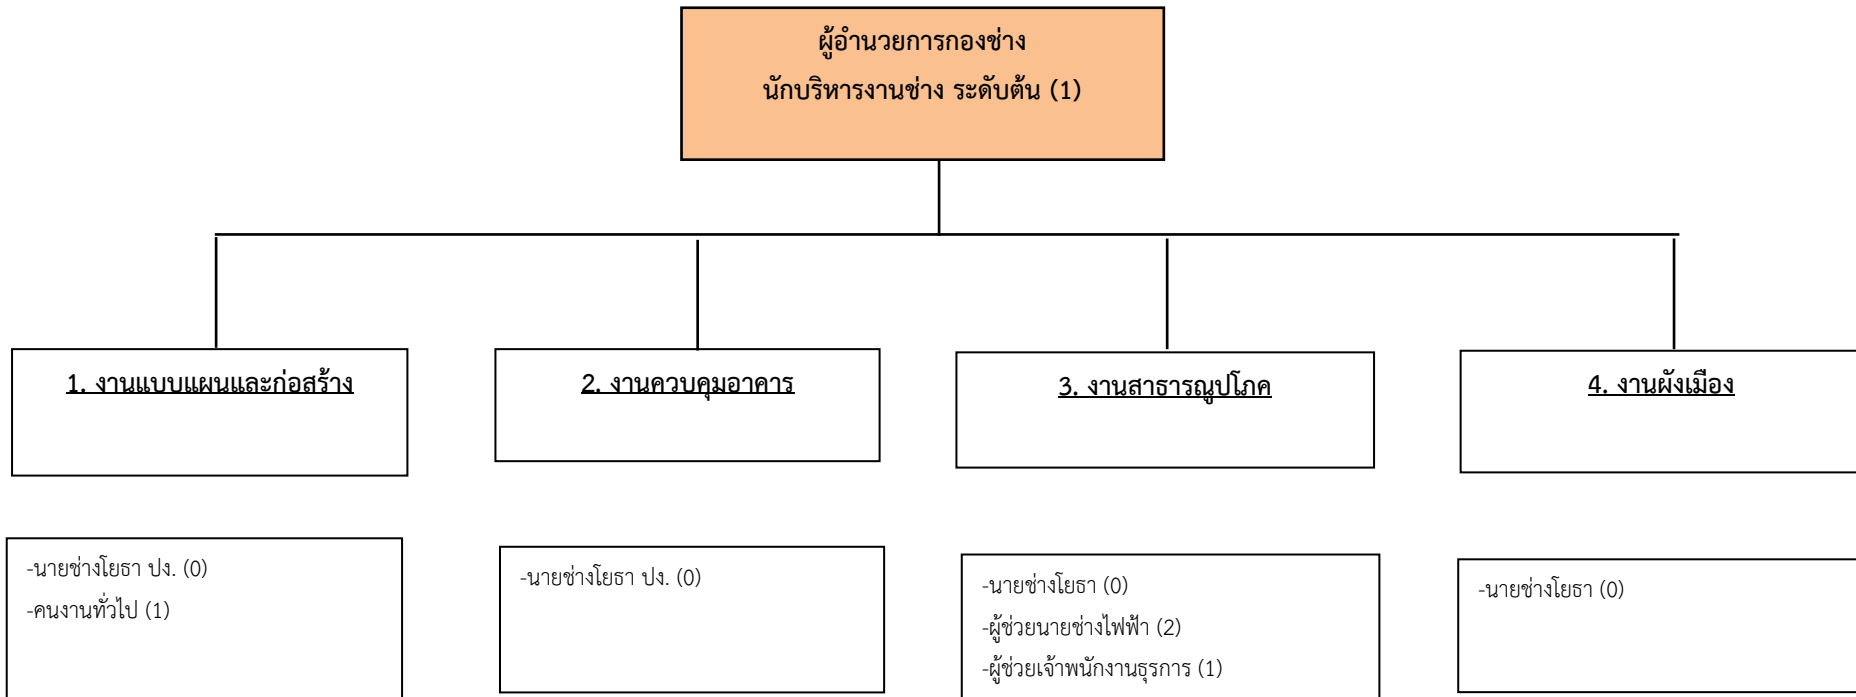 ผู้อำนวยการกองช่าง
นักบริหารงานช่าง ระดับต้น (1)
1. งานแบบแผนและก่อสร้าง
2. งานควบคุมอาคาร
3. งานสาธารณูปโภค
4. งานผังเมือง
-นายช่างโยธา ปง. (0)
-คนงานทั่วไป (1)
-นายช่างโยธา ปง. (0)
-นายช่างโยธา (0)
-ผู้ช่วยนายช่างไฟฟ้า (2)
-ผู้ช่วยเจ้าพนักงานธุรการ (1)
-นายช่างโยธา (0)